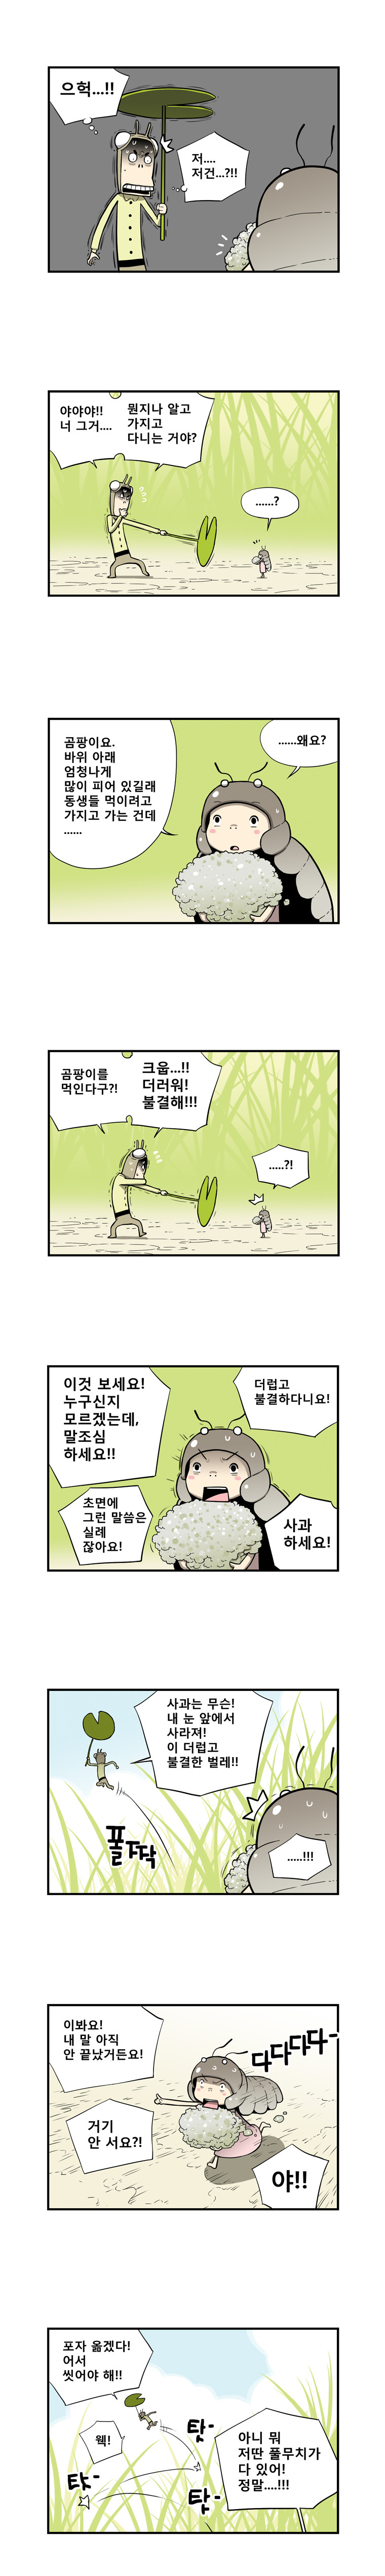 으헉...!!
저....
저건...?!!
야야야!!
너 그거....
뭔지나 알고
가지고
다니는 거야?
......?
......왜요?
곰팡이요.
바위 아래
엄청나게
많이 피어 있길래
동생들 먹이려고
가지고 가는 건데
......
곰팡이를
먹인다구?!
크웁...!!
더러워!
불결해!!!
.....?!
이것 보세요!
누구신지
모르겠는데,
말조심
하세요!!
더럽고
불결하다니요!
초면에
그런 말씀은
실례
잖아요!
사과
하세요!
사과는 무슨!
내 눈 앞에서
사라져!
이 더럽고
불결한 벌레!!
폴짝
.....!!!
이봐요!
내 말 아직
안 끝났거든요!
다다다다-
거기
안 서요?!
야!!
포자 옮겠다!
어서
씻어야 해!!
웩!
탓-
탓-
탓-
아니 뭐
저딴 풀무치가
다 있어!
정말....!!!